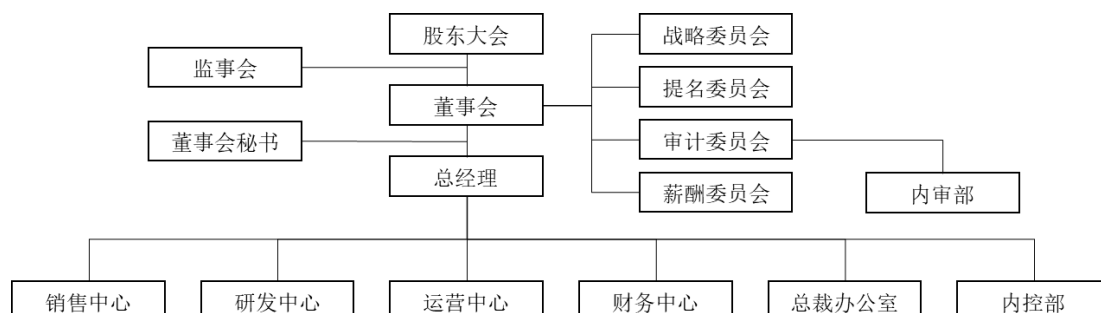 股东大会
战略委员会
监事会
提名委员会
董事会
董事会秘书
审计委员会
总经理
薪酬委员会
内审部
销售中心
研发中心
运营中心
财务中心
总裁办公室
内控部